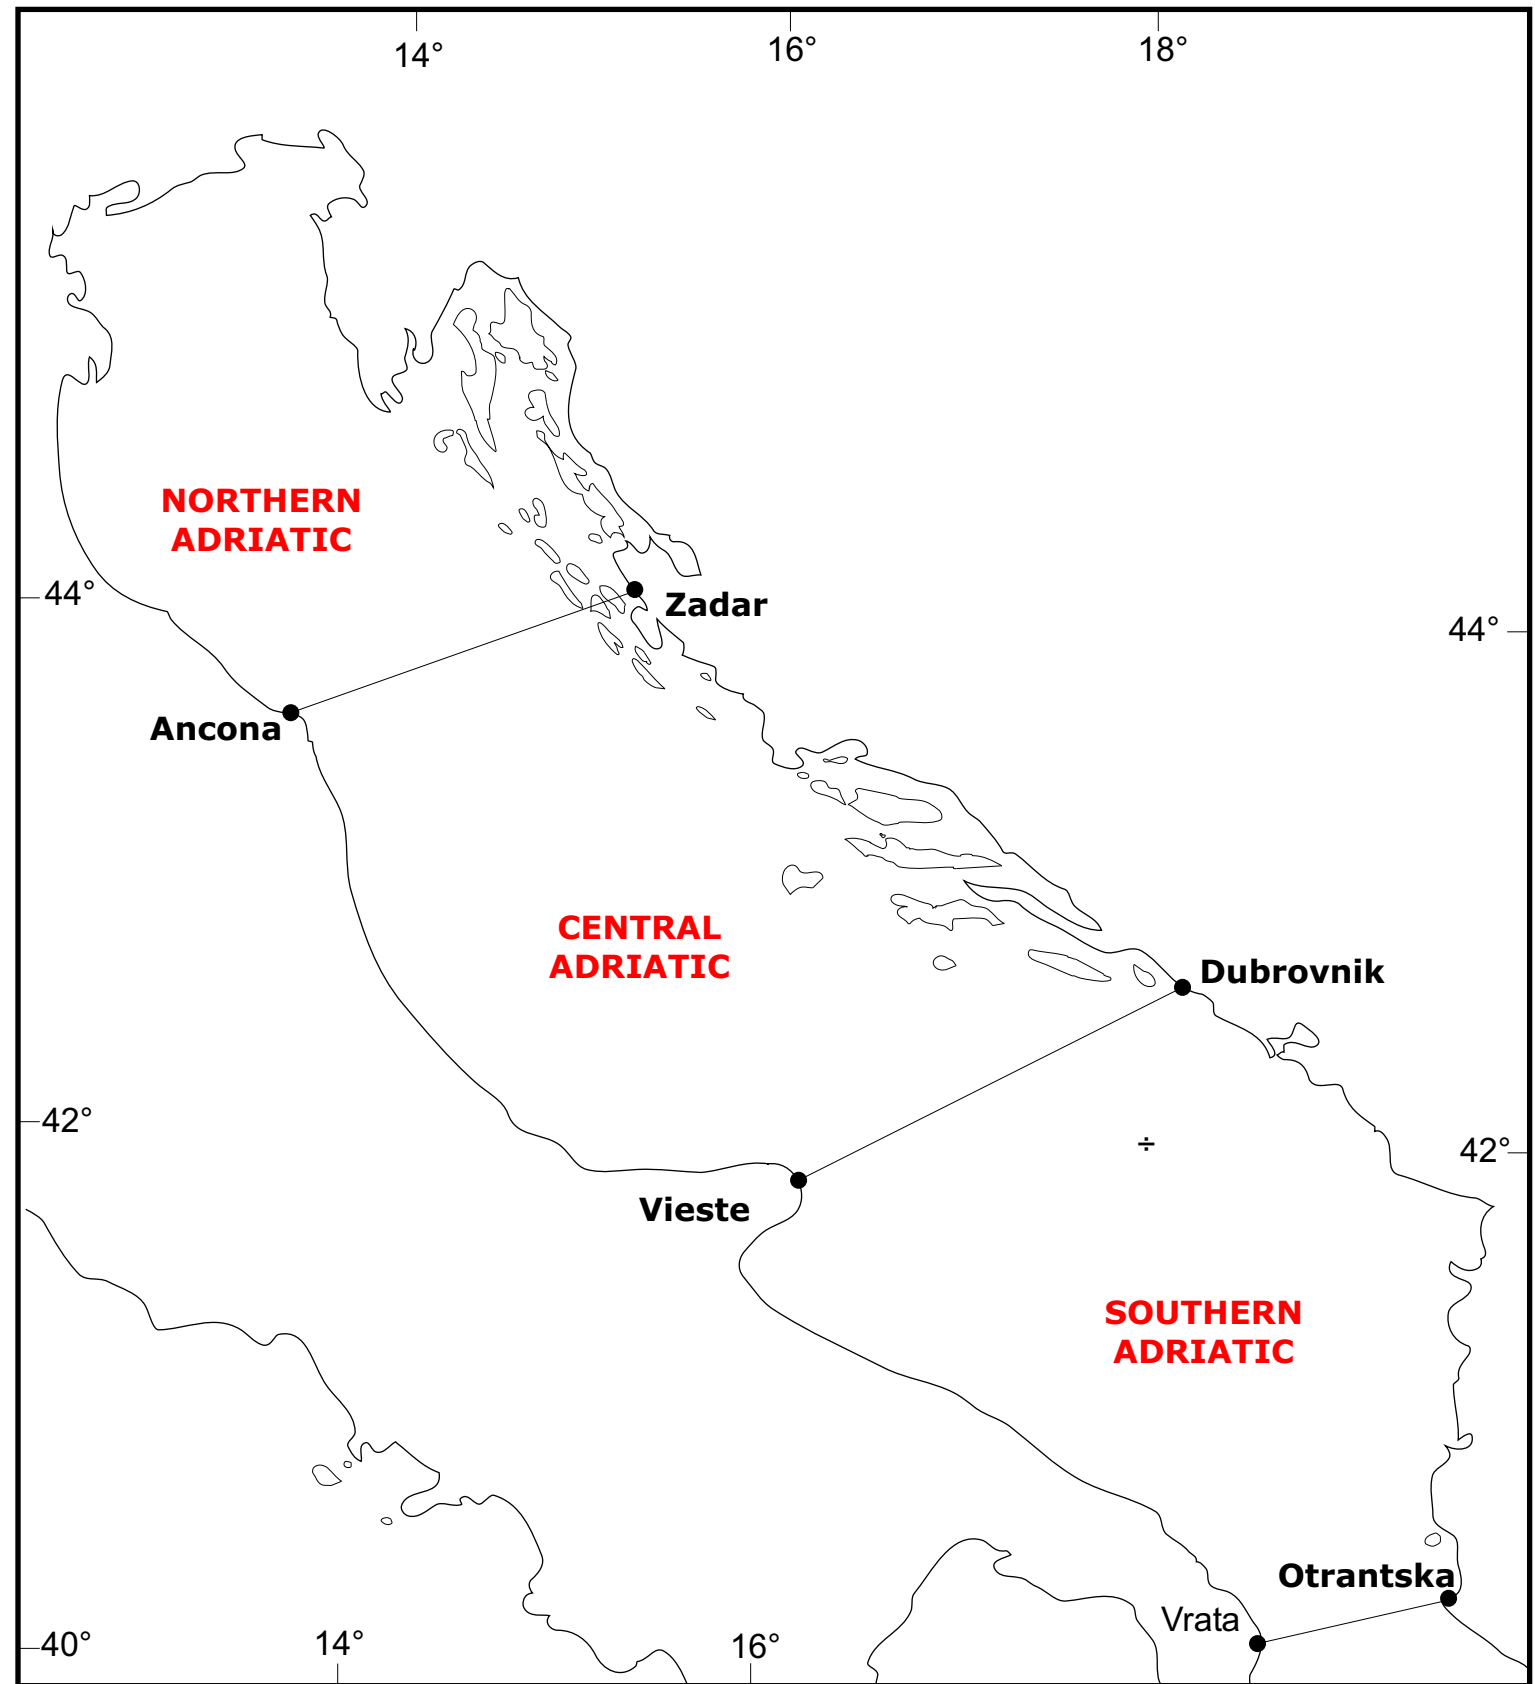 14°
16°
18°
NORTHERN
ADRIATIC
44°
Zadar
44°
Ancona
CENTRAL
ADRIATIC
Dubrovnik
42°
÷
42°
Vieste
SOUTHERN
ADRIATIC
Otrantska
Vrata
40°
14°
16°